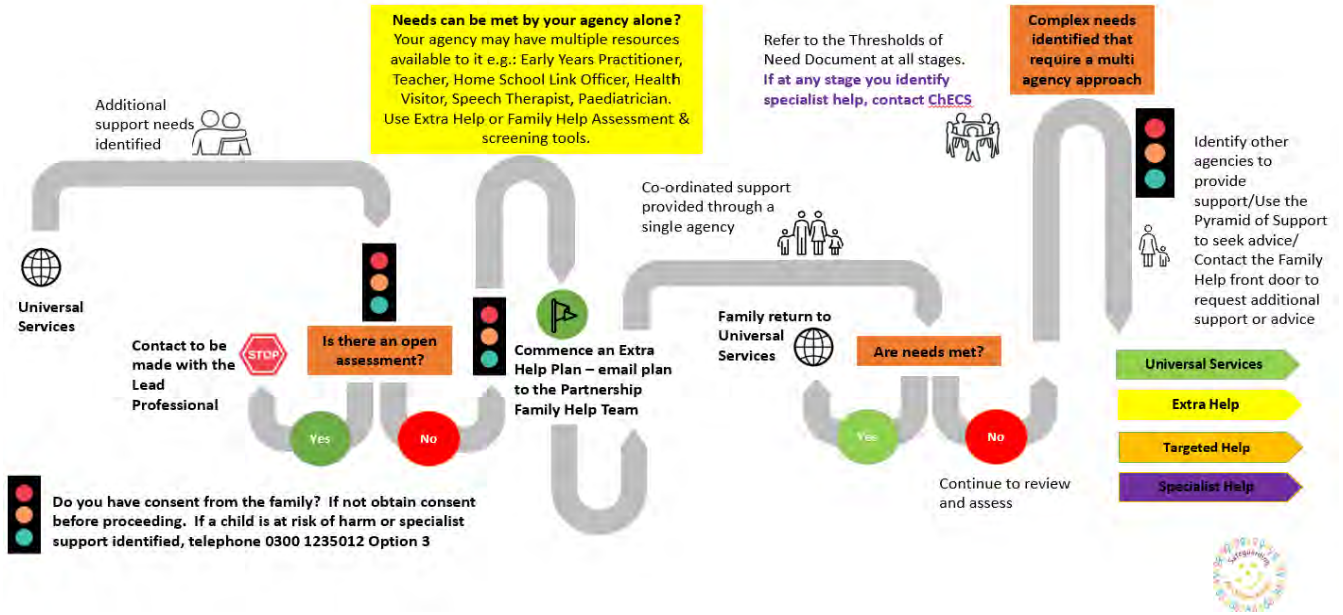 Needs can be met by your agency alone?
Your agency may have multiple resources
available to it e.g.: Early Years Practitioner,
Teacher, Home School Link Officer, Health
Visitor, Speech Therapist, Paediatrician.
Use Extra Help or Family Help Assessment &
screening tools.
Refer to the Thresholds of
Need Document at all stages.
If at any stage you identify
specialist help, contact ChECS
Complex needs
identified that
require a multi
agency approach
Additional
support needs
identified
Identify other
agencies to
provide
support/Use the
Pyramid of Support
to seek advice/
Contact the Family
Help front door to
request additional
support or advice
Co-ordinated support
provided through a
single agency
Universal
Services
Contact to be
made with the
Lead
Professional
STOP
Is there an open
assessment?
Yes
No
Commence an Extra
Help Plan – email plan
to the Partnership
Family Help Team
Family return to
Universal
Services
Are needs met?
Yes
No
Continue to review
and assess
Universal Services
Extra Help
Targeted Help
Specialist Help
Do you have consent from the family? If not obtain consent
before proceeding. If a child is at risk of harm or specialist
support identified, telephone 0300 1235012 Option 3
Safeguarding